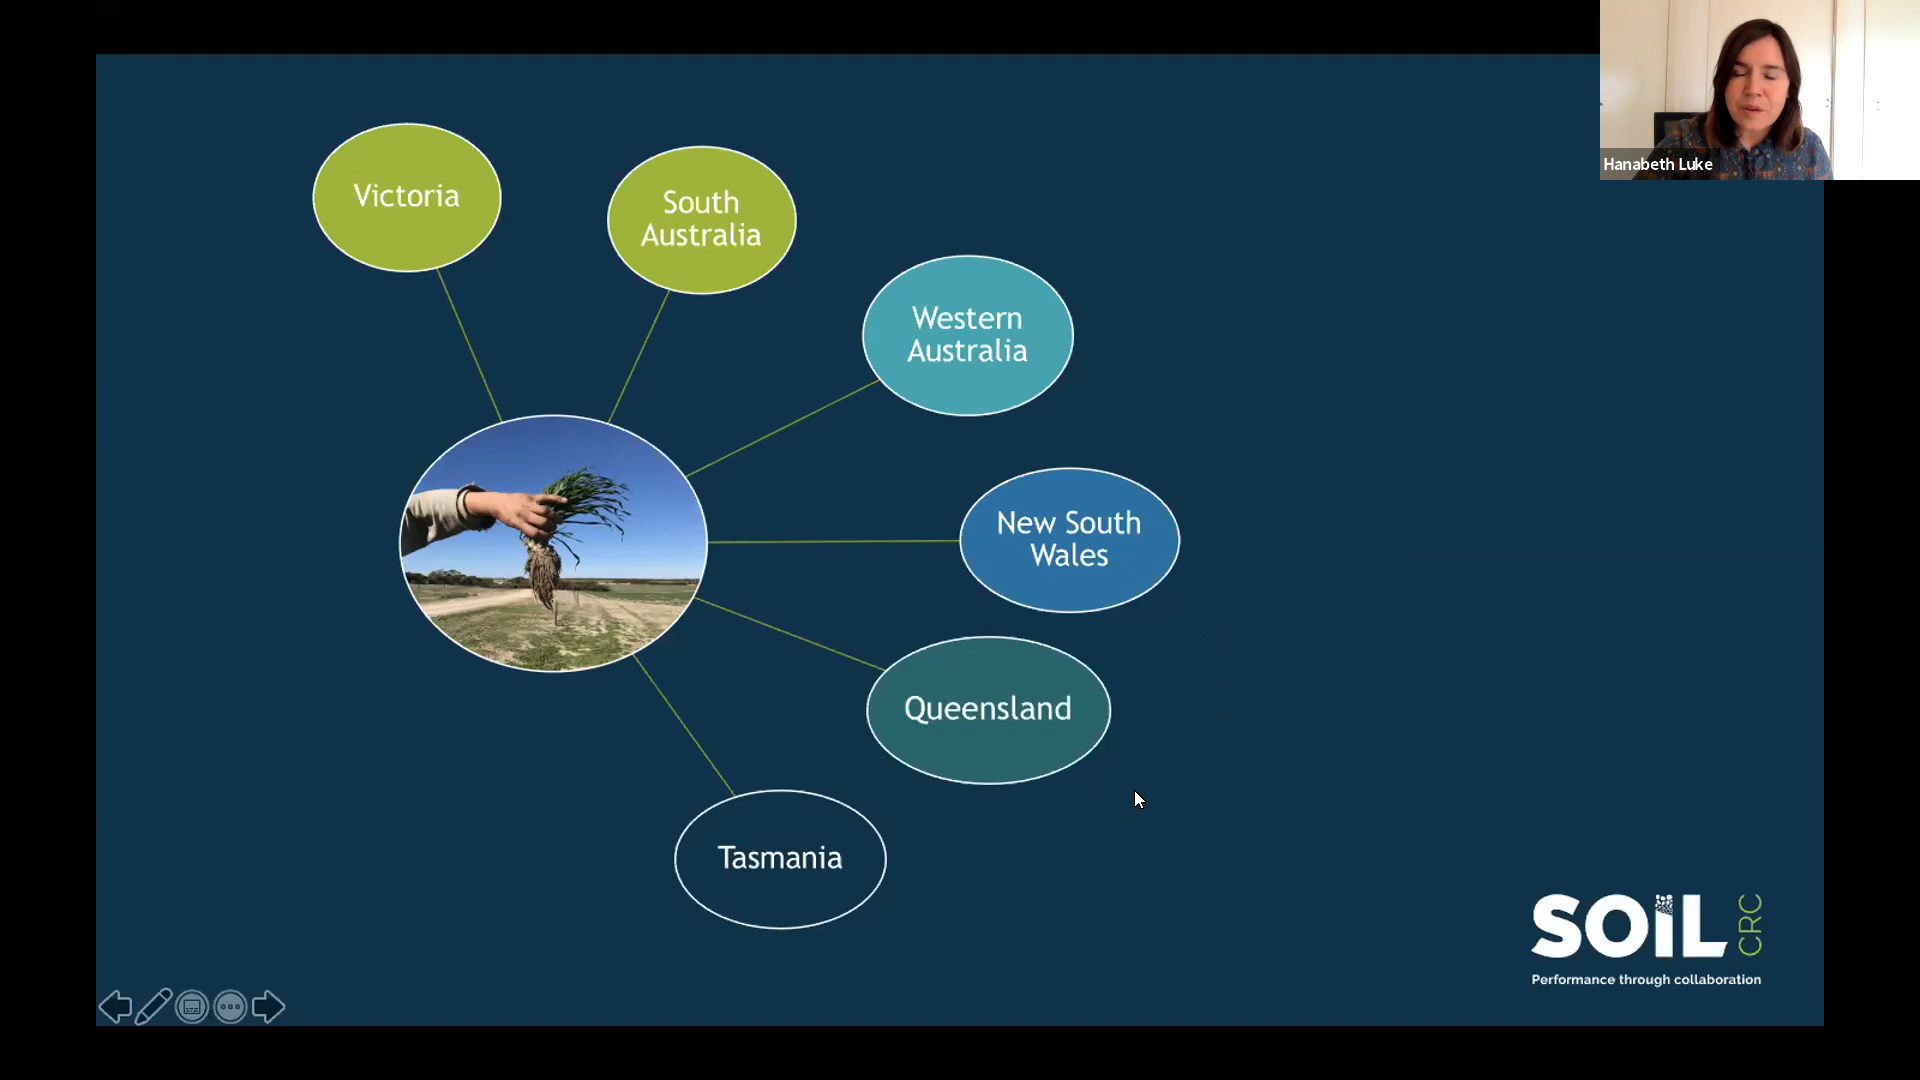 Hanabeth Luke
Victoria
South
Australia
Western
Australia
New South
Wales
Queensland
Tasmania
SOIL
CRC
Performance through collaboration